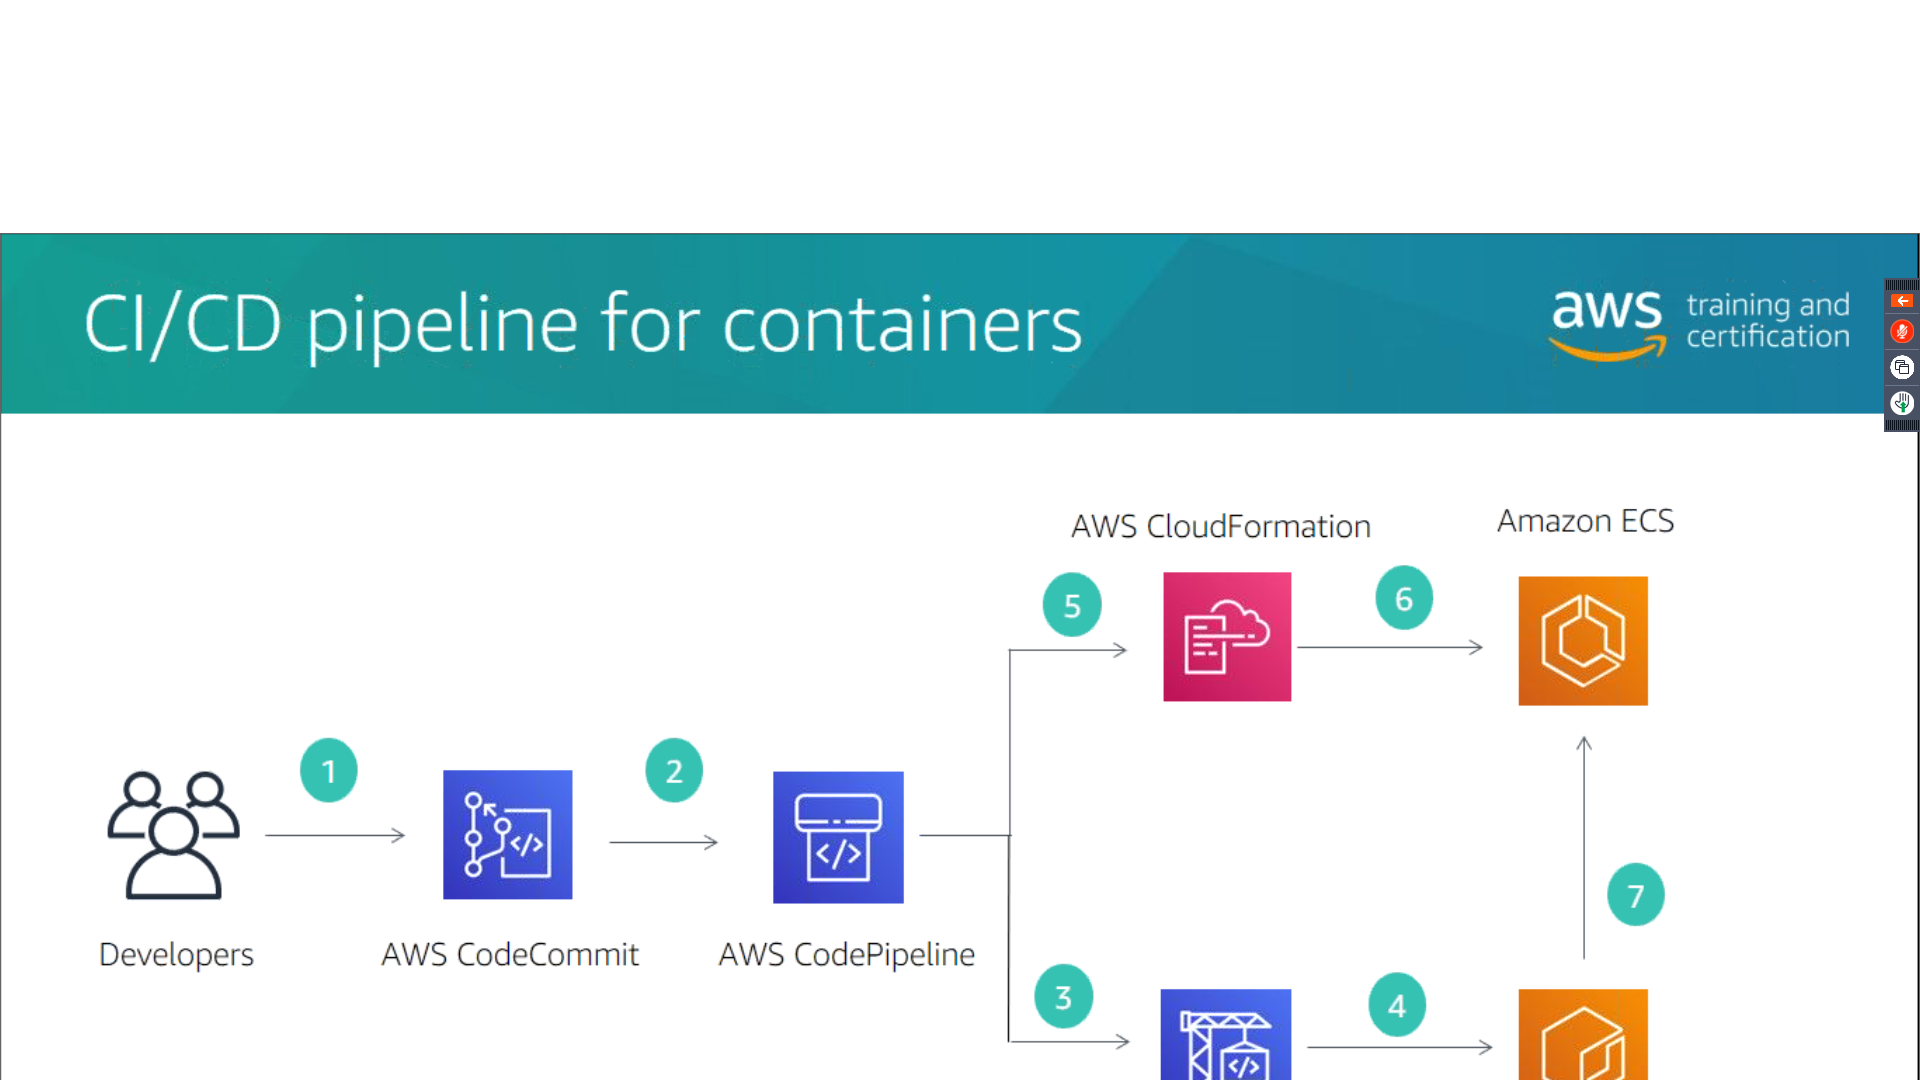 CI/CD pipeline for containers
aws training and
certification
AWS CloudFormation
Amazon ECS
5
6
1
2
</>
</>
7
Developers
AWS CodeCommit
AWS CodePipeline
3
4
</>